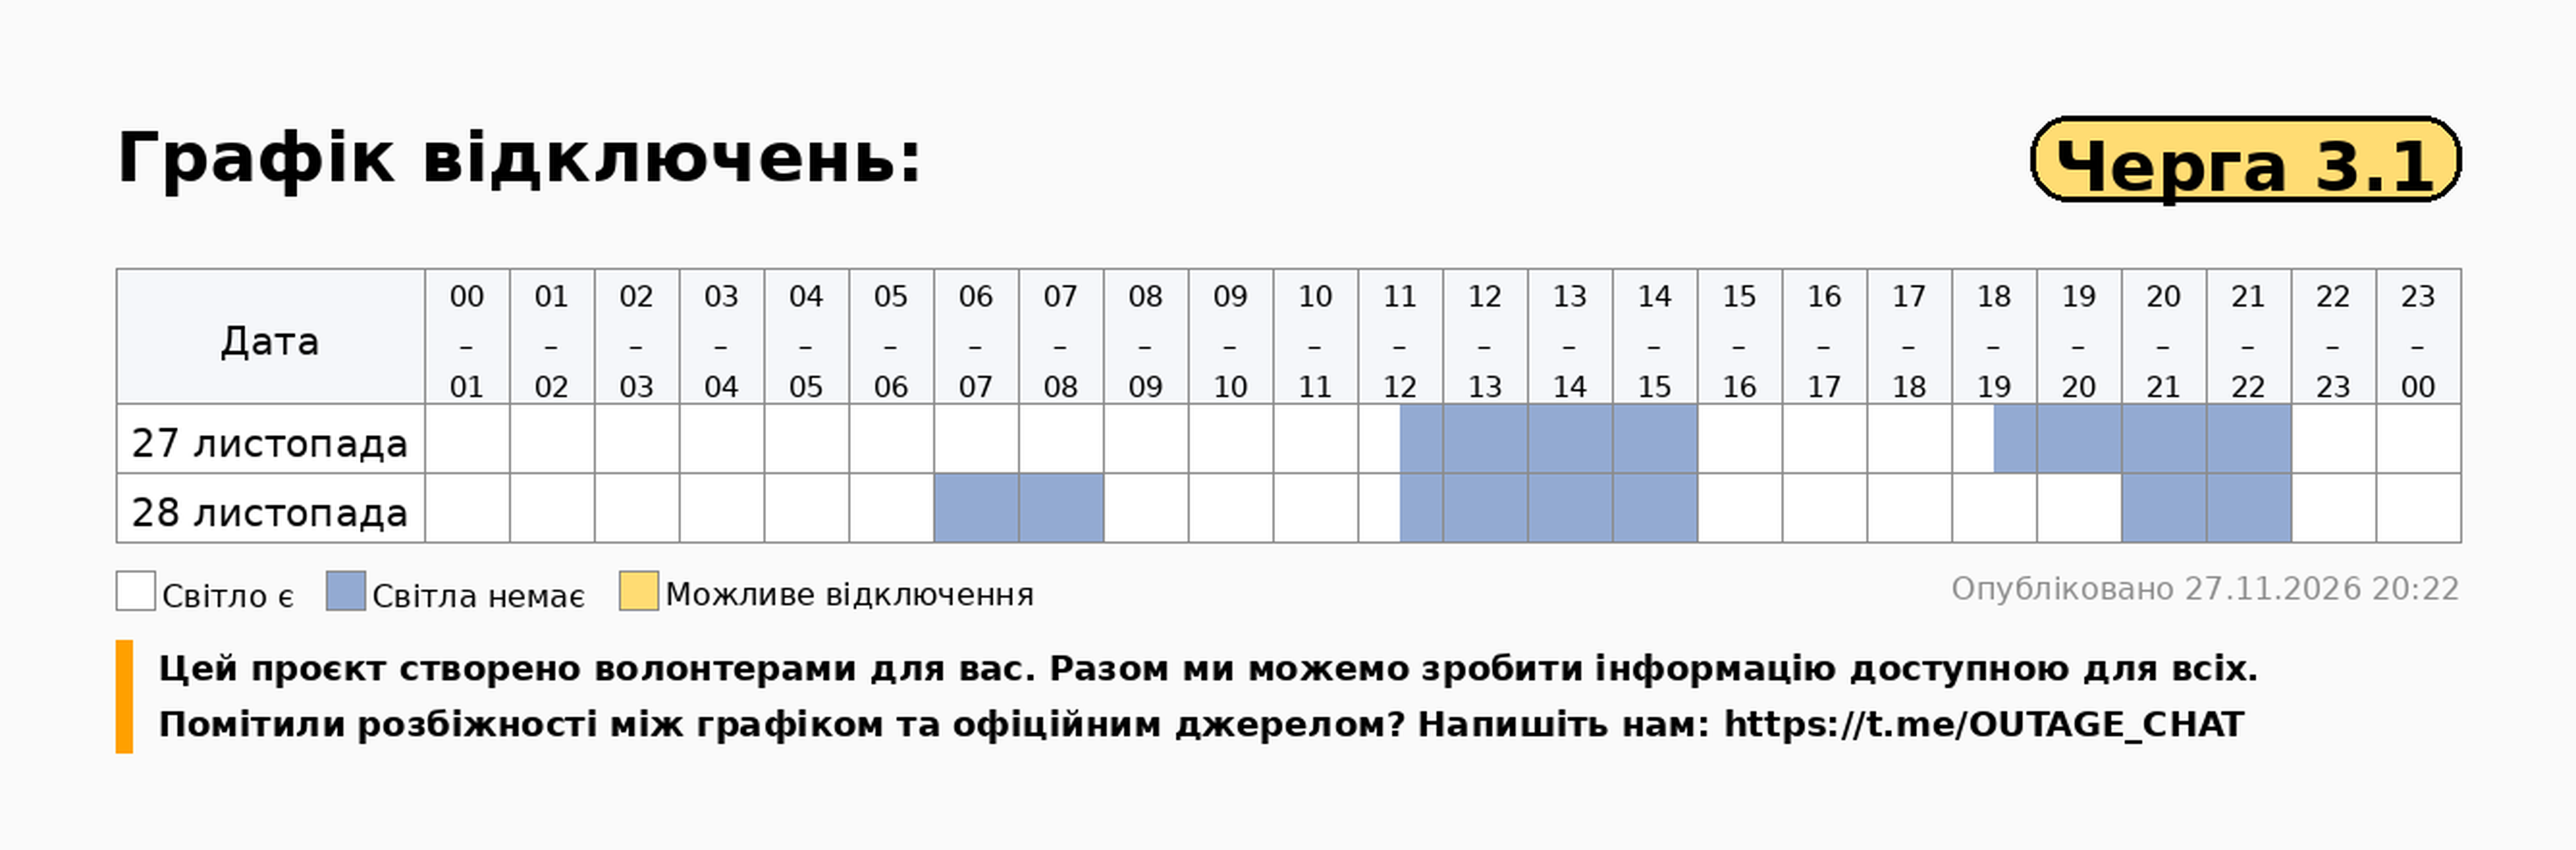 Графік відключень:
Черга 3.1
Дата
00 – 01
01 – 02
02 – 03
03 – 04
04 – 05
05 – 06
06 – 07
07 – 08
08 – 09
09 – 10
10 – 11
11 – 12
12 – 13
13 – 14
14 – 15
15 – 16
16 – 17
17 – 18
18 – 19
19 – 20
20 – 21
21 – 22
22 – 23
23 – 00
27 листопада
28 листопада
Світло є
Світла немає
Можливе відключення
Опубліковано 27.11.2026 20:22
Цей проєкт створено волонтерами для вас. Разом ми можемо зробити інформацію доступною для всіх.
Помітили розбіжності між графіком та офіційним джерелом? Напишіть нам: https://t.me/OUTAGE_CHAT